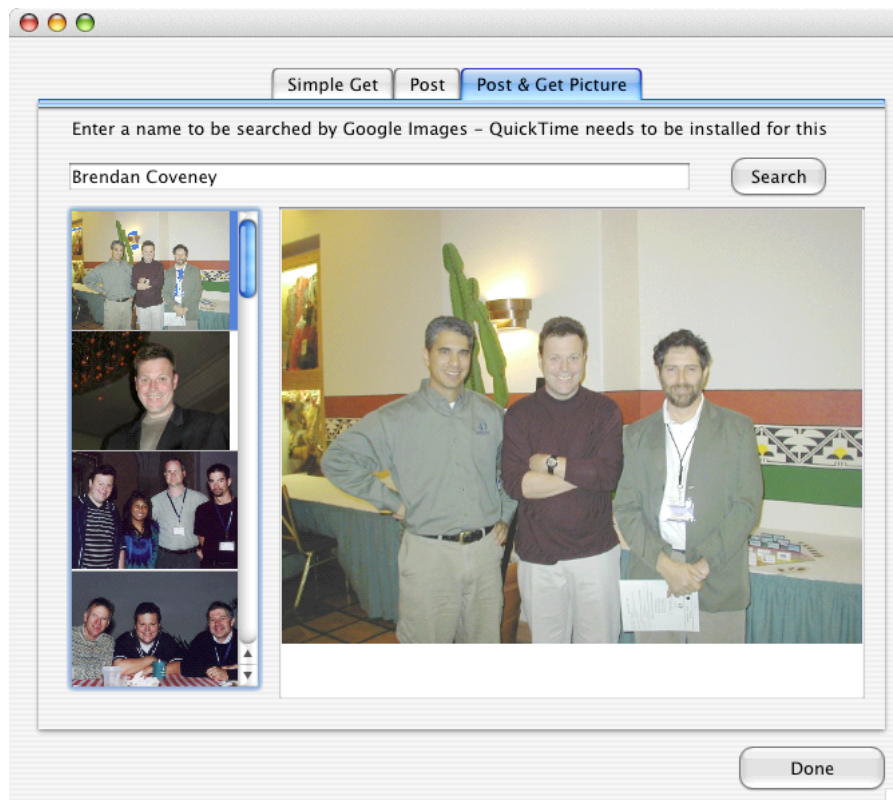 Simple Get
Post
Post & Get Picture
Enter a name to be searched by Google Images – QuickTime needs to be installed for this
Brendan Coveney
Search
Done